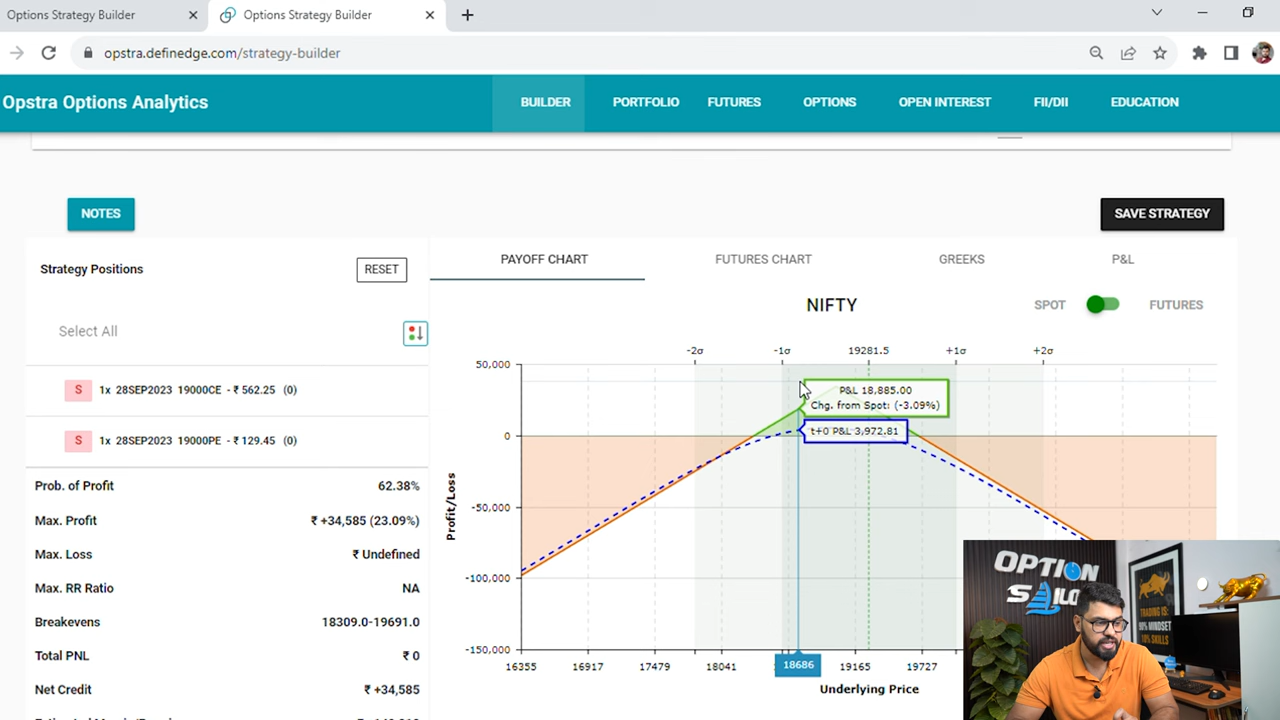 Options Strategy Builder
Options Strategy Builder
opstra.definedge.com/strategy-builder
Opstra Options Analytics
BUILDER
PORTFOLIO
FUTURES
OPTIONS
OPEN INTEREST
FII/DII
EDUCATION
NOTES
SAVE STRATEGY
Strategy Positions
RESET
Select All
S 1x 28SEP2023 19000CE - ₹ 562.25 (0)
S 1x 28SEP2023 19000PE - ₹ 129.45 (0)
Prob. of Profit 62.38%
Max. Profit ₹ +34,585 (23.09%)
Max. Loss ₹ Undefined
Max. RR Ratio NA
Breakevens 18309.0-19691.0
Total PNL ₹ 0
Net Credit ₹ +34,585
PAYOFF CHART
FUTURES CHART
GREEKS
P&L
NIFTY
SPOT
FUTURES
-2σ -1σ 19281.5 +1σ +2σ
50,000
0
-50,000
-100,000
-150,000
Profit/Loss
P&L 18,885.00
Chg. from Spot: (-3.09%)
t+0 P&L 3,972.81
16355 16917 17479 18041 18686 19165 19727
Underlying Price
OPTION
TRADING IS:
90% MINDSET
10% SKILLS